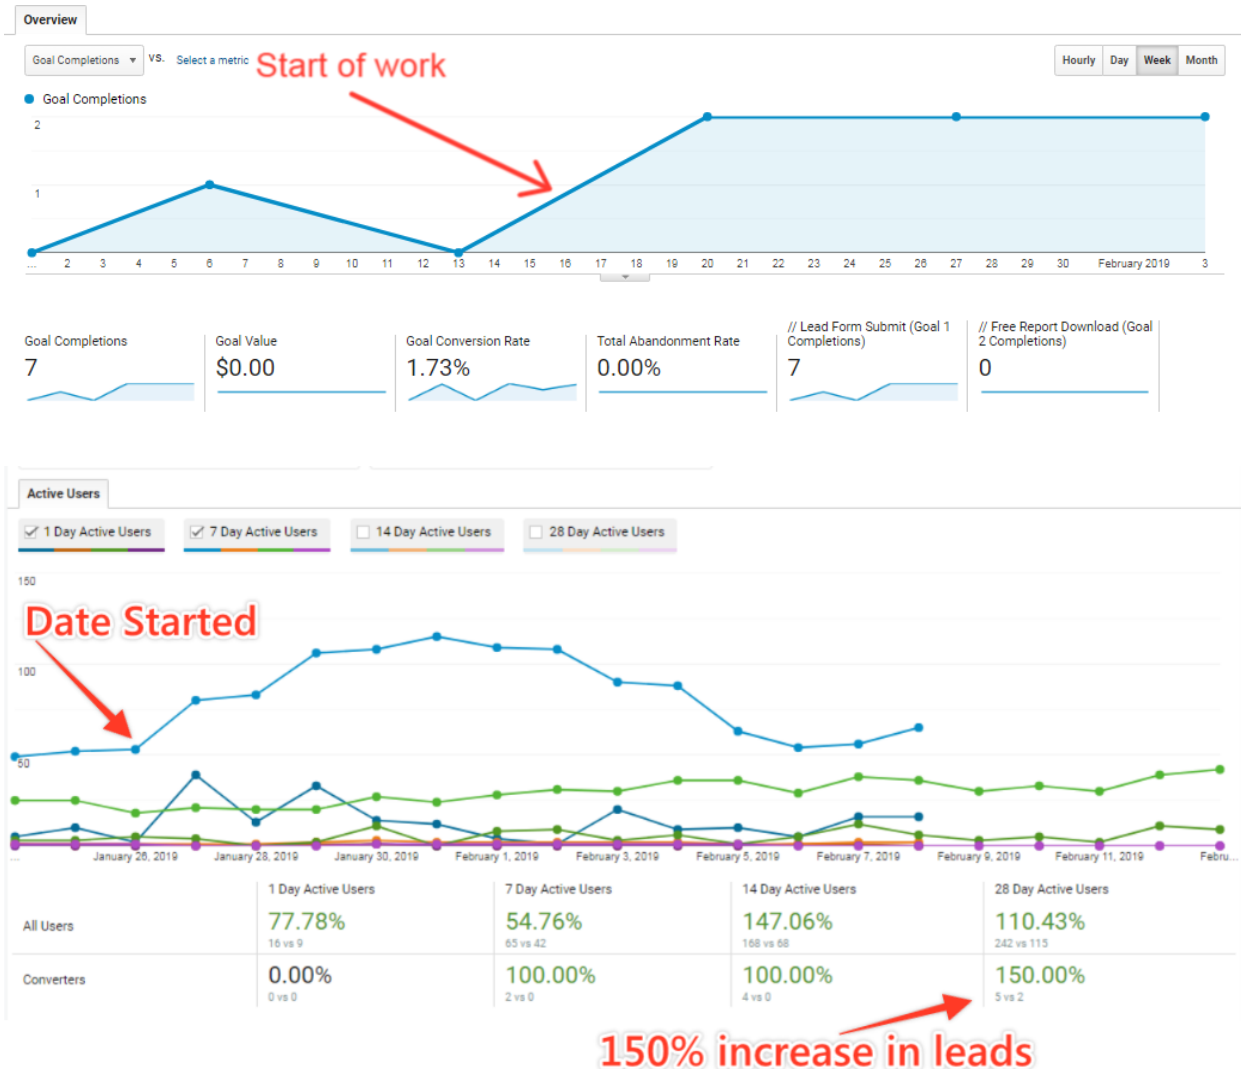 Overview
Goal Completions VS. Select a metric
Start of work
Hourly Day Week Month
Goal Completions
2
1
... 2 3 4 5 6 7 8 9 10 11 12 13 14 15 16 17 18 19 20 21 22 23 24 25 26 27 28 29 30 February 2019 3
Goal Completions
7
Goal Value
$0.00
Goal Conversion Rate
1.73%
Total Abandonment Rate
0.00%
// Lead Form Submit (Goal 1
Completions)
7
// Free Report Download (Goal
2 Completions)
0
Active Users
1 Day Active Users 7 Day Active Users 14 Day Active Users 28 Day Active Users
150
Date Started
100
50
... January 26, 2019 January 28, 2019 January 30, 2019 February 1, 2019 February 3, 2019 February 5, 2019 February 7, 2019 February 9, 2019 February 11, 2019 Febru...
1 Day Active Users 7 Day Active Users 14 Day Active Users 28 Day Active Users
All Users
77.78% 54.76% 147.06% 110.43%
16 vs 9 65 vs 42 168 vs 68 242 vs 115
Converters
0.00% 100.00% 100.00% 150.00%
0 vs 0 2 vs 0 4 vs 0 5 vs 2
150% increase in leads